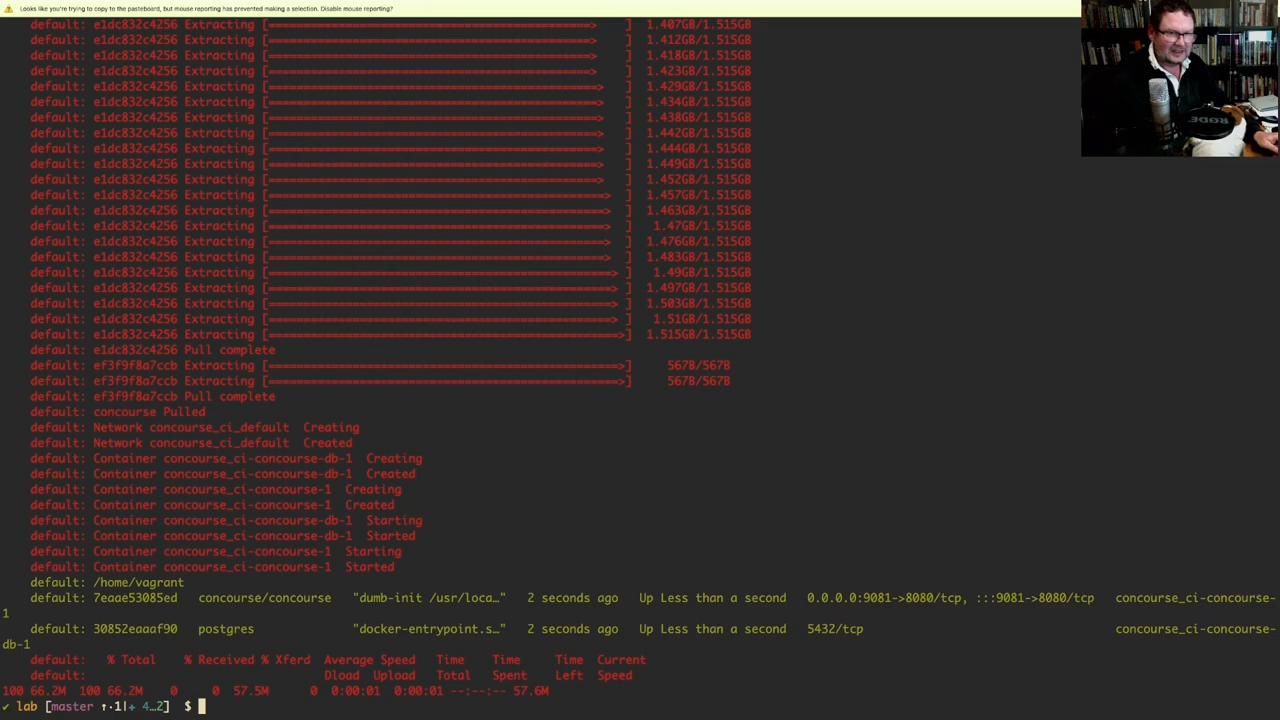 Looks like you're trying to copy to the pasteboard, but mouse reporting has prevented making a selection. Disable mouse reporting?
default: e1dc832c4256 Extracting [==================================================> ] 1.407GB/1.515GB
default: e1dc832c4256 Extracting [==================================================> ] 1.412GB/1.515GB
default: e1dc832c4256 Extracting [==================================================> ] 1.418GB/1.515GB
default: e1dc832c4256 Extracting [==================================================> ] 1.423GB/1.515GB
default: e1dc832c4256 Extracting [==================================================> ] 1.429GB/1.515GB
default: e1dc832c4256 Extracting [==================================================> ] 1.434GB/1.515GB
default: e1dc832c4256 Extracting [==================================================> ] 1.438GB/1.515GB
default: e1dc832c4256 Extracting [==================================================> ] 1.442GB/1.515GB
default: e1dc832c4256 Extracting [==================================================> ] 1.444GB/1.515GB
default: e1dc832c4256 Extracting [==================================================> ] 1.449GB/1.515GB
default: e1dc832c4256 Extracting [==================================================> ] 1.452GB/1.515GB
default: e1dc832c4256 Extracting [==================================================> ] 1.457GB/1.515GB
default: e1dc832c4256 Extracting [==================================================> ] 1.463GB/1.515GB
default: e1dc832c4256 Extracting [==================================================> ] 1.47GB/1.515GB
default: e1dc832c4256 Extracting [==================================================> ] 1.476GB/1.515GB
default: e1dc832c4256 Extracting [==================================================> ] 1.483GB/1.515GB
default: e1dc832c4256 Extracting [==================================================> ] 1.49GB/1.515GB
default: e1dc832c4256 Extracting [==================================================> ] 1.497GB/1.515GB
default: e1dc832c4256 Extracting [==================================================> ] 1.503GB/1.515GB
default: e1dc832c4256 Extracting [==================================================> ] 1.51GB/1.515GB
default: e1dc832c4256 Extracting [==================================================>] 1.515GB/1.515GB
default: e1dc832c4256 Pull complete
default: ef3f9f8a7ccb Extracting [==================================================>] 567B/567B
default: ef3f9f8a7ccb Extracting [==================================================>] 567B/567B
default: ef3f9f8a7ccb Pull complete
default: concourse Pulled
default: Network concourse_ci_default  Creating
default: Network concourse_ci_default  Created
default: Container concourse_ci-concourse-db-1  Creating
default: Container concourse_ci-concourse-db-1  Created
default: Container concourse_ci-concourse-1  Creating
default: Container concourse_ci-concourse-1  Created
default: Container concourse_ci-concourse-db-1  Starting
default: Container concourse_ci-concourse-db-1  Started
default: Container concourse_ci-concourse-1  Starting
default: Container concourse_ci-concourse-1  Started
default: /home/vagrant
default: 7eaae53085ed   concourse/concourse   "dumb-init /usr/loca…"   2 seconds ago   Up Less than a second   0.0.0.0:9081->8080/tcp, :::9081->8080/tcp   concourse_ci-concourse-
1
default: 30852eaaaf90   postgres   "docker-entrypoint.s…"   2 seconds ago   Up Less than a second   5432/tcp   concourse_ci-concourse-
db-1
default:   % Total    % Received % Xferd  Average Speed   Time    Time     Time  Current
default:                                  Dload  Upload   Total   Spent    Left  Speed
100 66.2M  100 66.2M    0     0  57.5M      0  0:00:01  0:00:01 --:--:-- 57.6M
✔ lab [master ↑·1|✚ 4…2]  $
RØDE